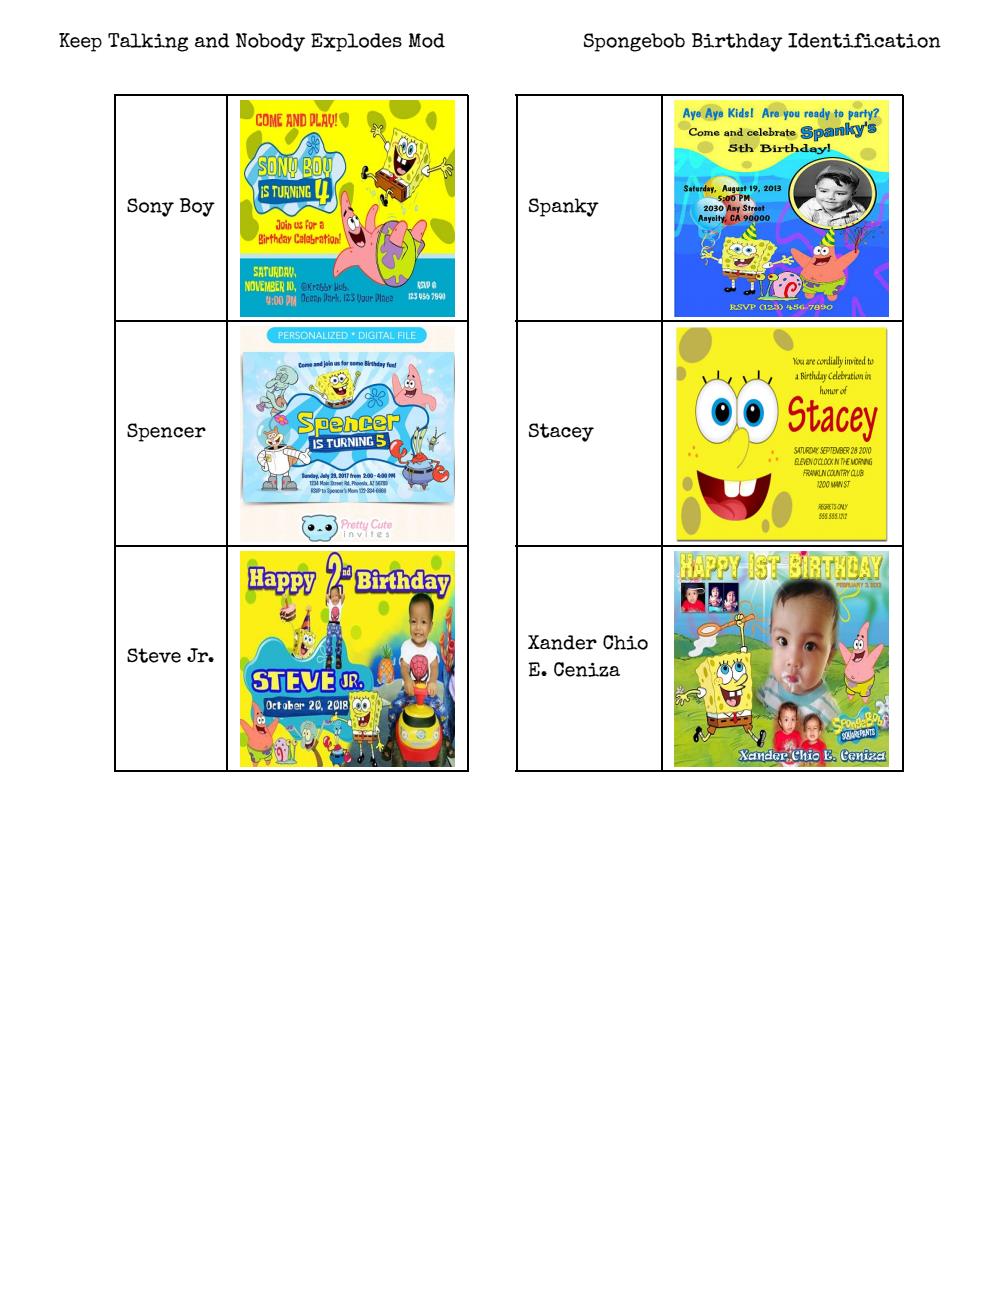 Keep Talking and Nobody Explodes Mod
Spongebob Birthday Identification
Sony Boy
COME AND PLAY!
SONY BOY
IS TURNING 4
Join us for a
Birthday Celebration!
SATURDAY,
NOVEMBER 10,
4:00 PM
@Krabby Hub,
Ocean Park, 123 Your Place
RSVP @
123 456 7890
Spanky
Aye Aye Kids! Are you ready to party?
Come and celebrate Spanky's
5th Birthday!
Saturday, August 19, 2013
5:00 PM
2030 Any Street
Anycity, CA 90000
RSVP (123) 456-7890
Spencer
PERSONALIZED * DIGITAL FILE
Come and join us for some Birthday fun!
Spencer
IS TURNING 5
Sunday, July 29, 2017 from 2:00 - 4:00 PM
1234 Main Street Rd, Phoenix, AZ 56789
RSVP to Spencer's Mom 122-334-6668
Pretty Cute
invites
Stacey
You are cordially invited to
a Birthday Celebration in
honor of
Stacey
SATURDAY, SEPTEMBER 28 2010
ELEVEN O'CLOCK IN THE MORNING
FRANKLIN COUNTRY CLUB
1200 MAIN ST
REGRETS ONLY
555.555.1212
Steve Jr.
Happy 2nd Birthday
STEVE JR.
October 20, 2018
Xander Chio
E. Ceniza
HAPPY 1ST BIRTHDAY
FEBRUARY 3, 2013
SPONGEBOB
SQUAREPANTS
Xander Chio E. Ceniza